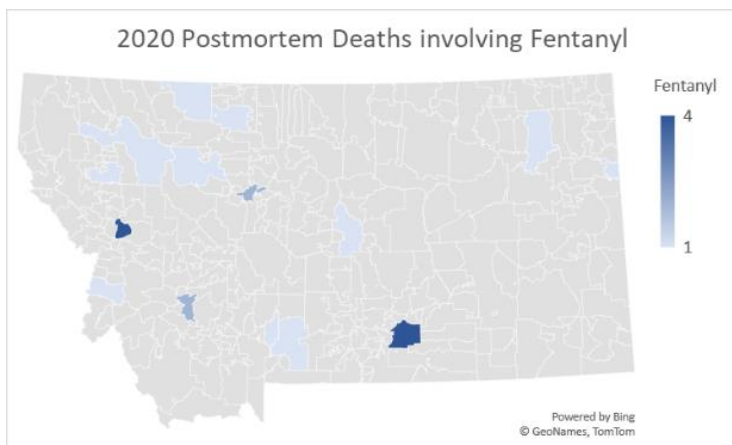 2020 Postmortem Deaths involving Fentanyl
Fentanyl
4
1
Powered by Bing
© GeoNames, TomTom